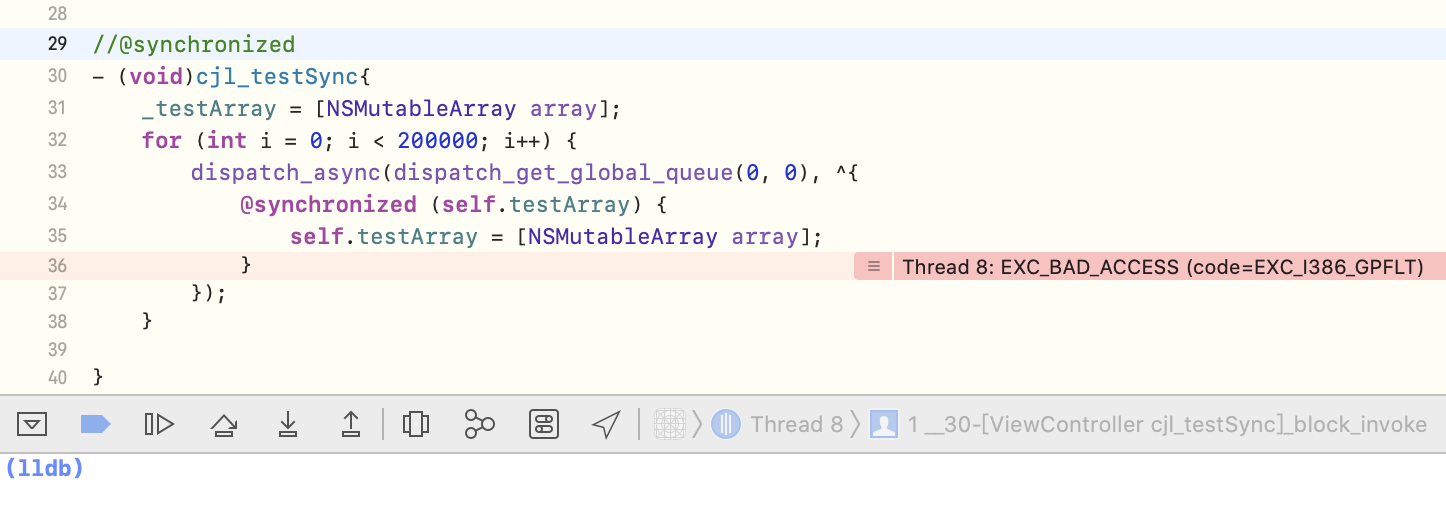 28
29 //@synchronized
30 - (void)cjl_testSync{
31 _testArray = [NSMutableArray array];
32 for (int i = 0; i < 200000; i++) {
33 dispatch_async(dispatch_get_global_queue(0, 0), ^{
34 @synchronized (self.testArray) {
35 self.testArray = [NSMutableArray array];
36 } Thread 8: EXC_BAD_ACCESS (code=EXC_I386_GPFLT)
37 });
38 }
39
40 }
Thread 8 1 __30-[ViewController cjl_testSync]_block_invoke
(lldb)